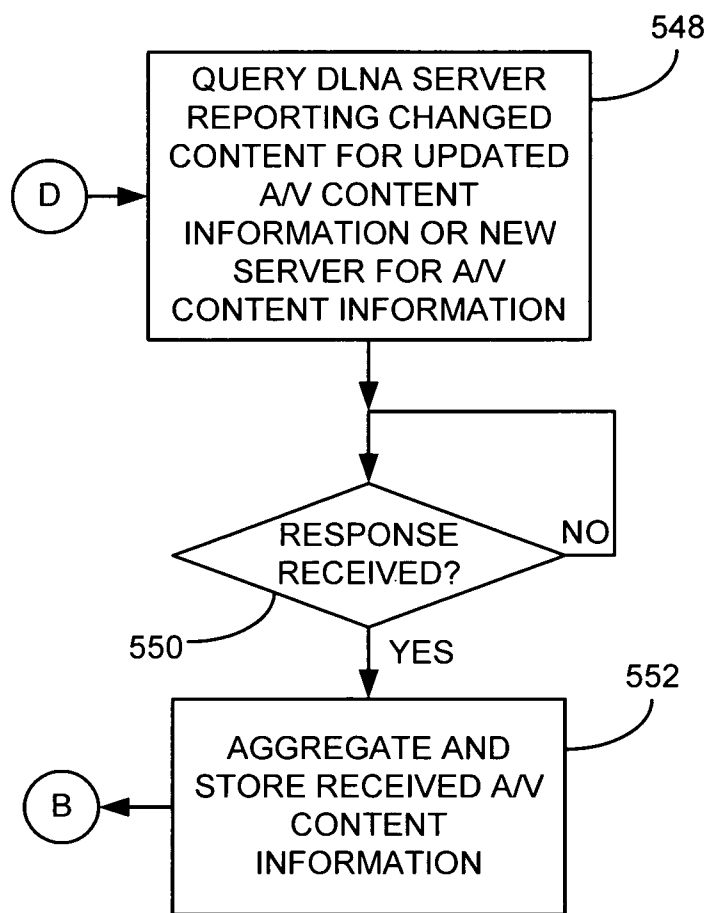 548
QUERY DLNA SERVER
REPORTING CHANGED
CONTENT FOR UPDATED
A/V CONTENT
INFORMATION OR NEW
SERVER FOR A/V
CONTENT INFORMATION
D
RESPONSE
RECEIVED?
NO
550
YES
552
AGGREGATE AND
STORE RECEIVED A/V
CONTENT
INFORMATION
B